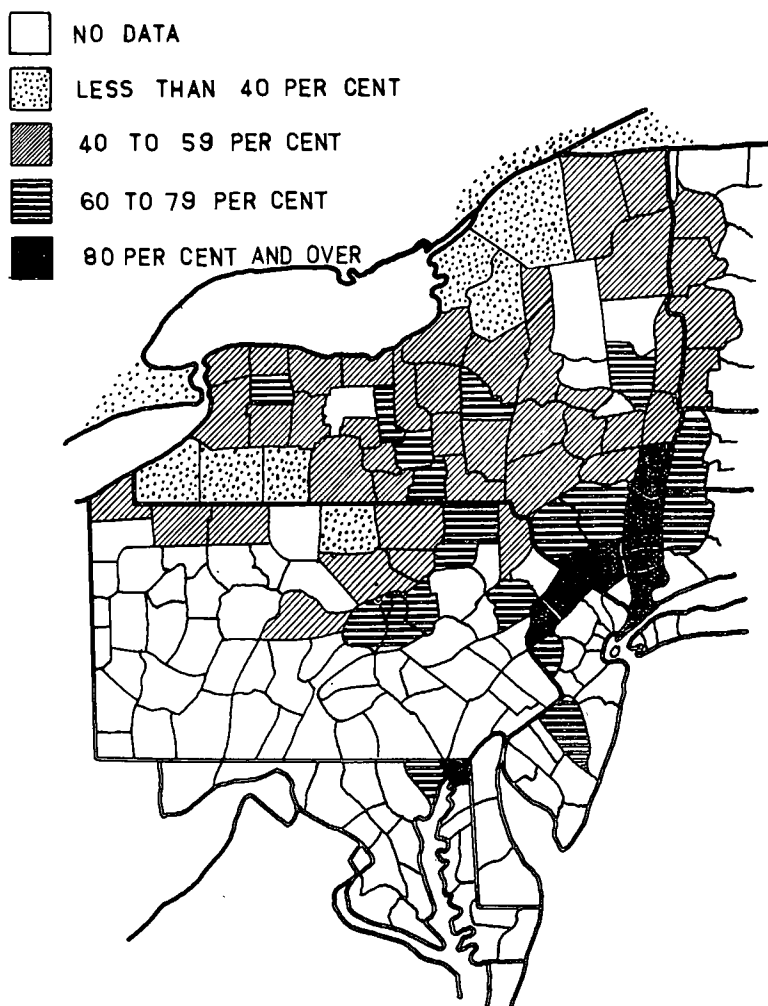 NO DATA
LESS THAN 40 PER CENT
40 TO 59 PER CENT
60 TO 79 PER CENT
80 PER CENT AND OVER